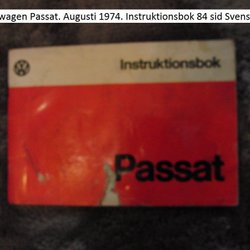 wagen Passat. Augusti 1974. Instruktionsbok 84 sid Svens
Instruktionsbok
Passat